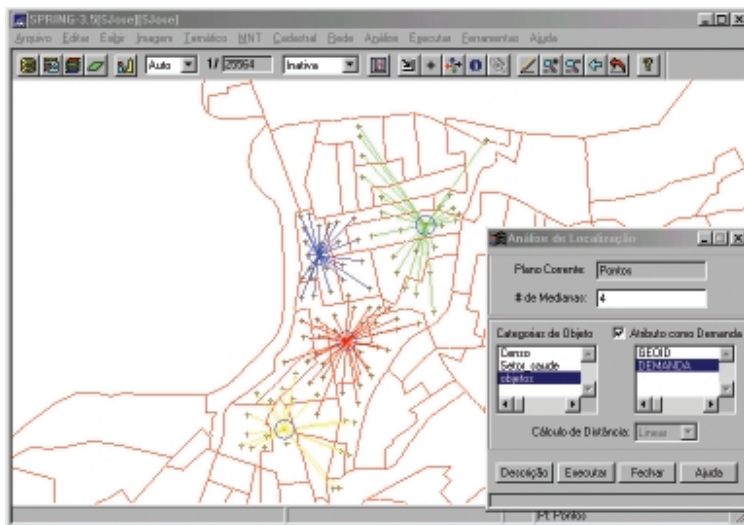 SPRING-3.5[SJose][SJose]
Arquivo Editar Exibir Imagem Temático MNT Cadastral Rede Análise Executar Ferramentas Ajuda
Auto 1/ Inativa
Análise de Localização
Plano Corrente: Pontos
# de Medianas: 4
Categorias de Objeto Atributo como Demanda
Censo GEOID
Setor_saude DEMANDA
objetos
Cálculo de Distância: Linear
Descrição Executar Fechar Ajuda
Pt: Pontos